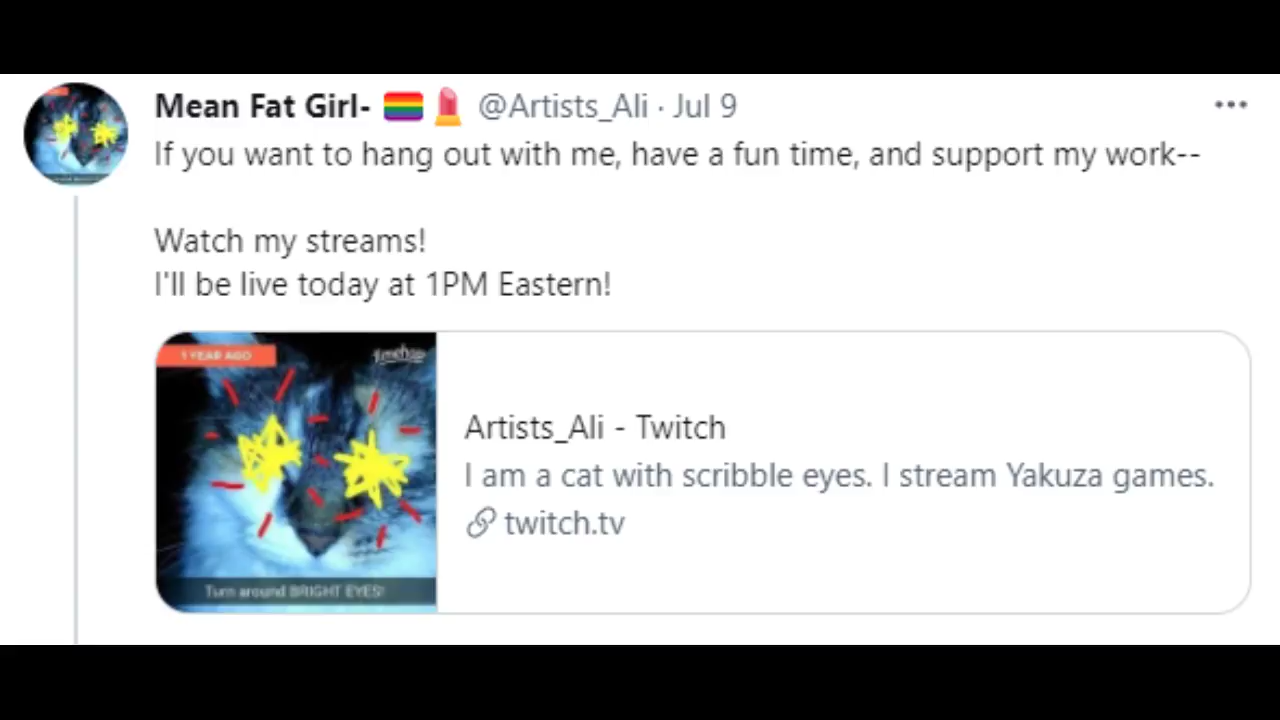 Mean Fat Girl- 🏳️‍🌈💄 @Artists_Ali · Jul 9
If you want to hang out with me, have a fun time, and support my work--
Watch my streams!
I'll be live today at 1PM Eastern!
1 YEAR AGO
timehop
Artists_Ali - Twitch
I am a cat with scribble eyes. I stream Yakuza games.
twitch.tv
Turn around BRIGHT EYES!